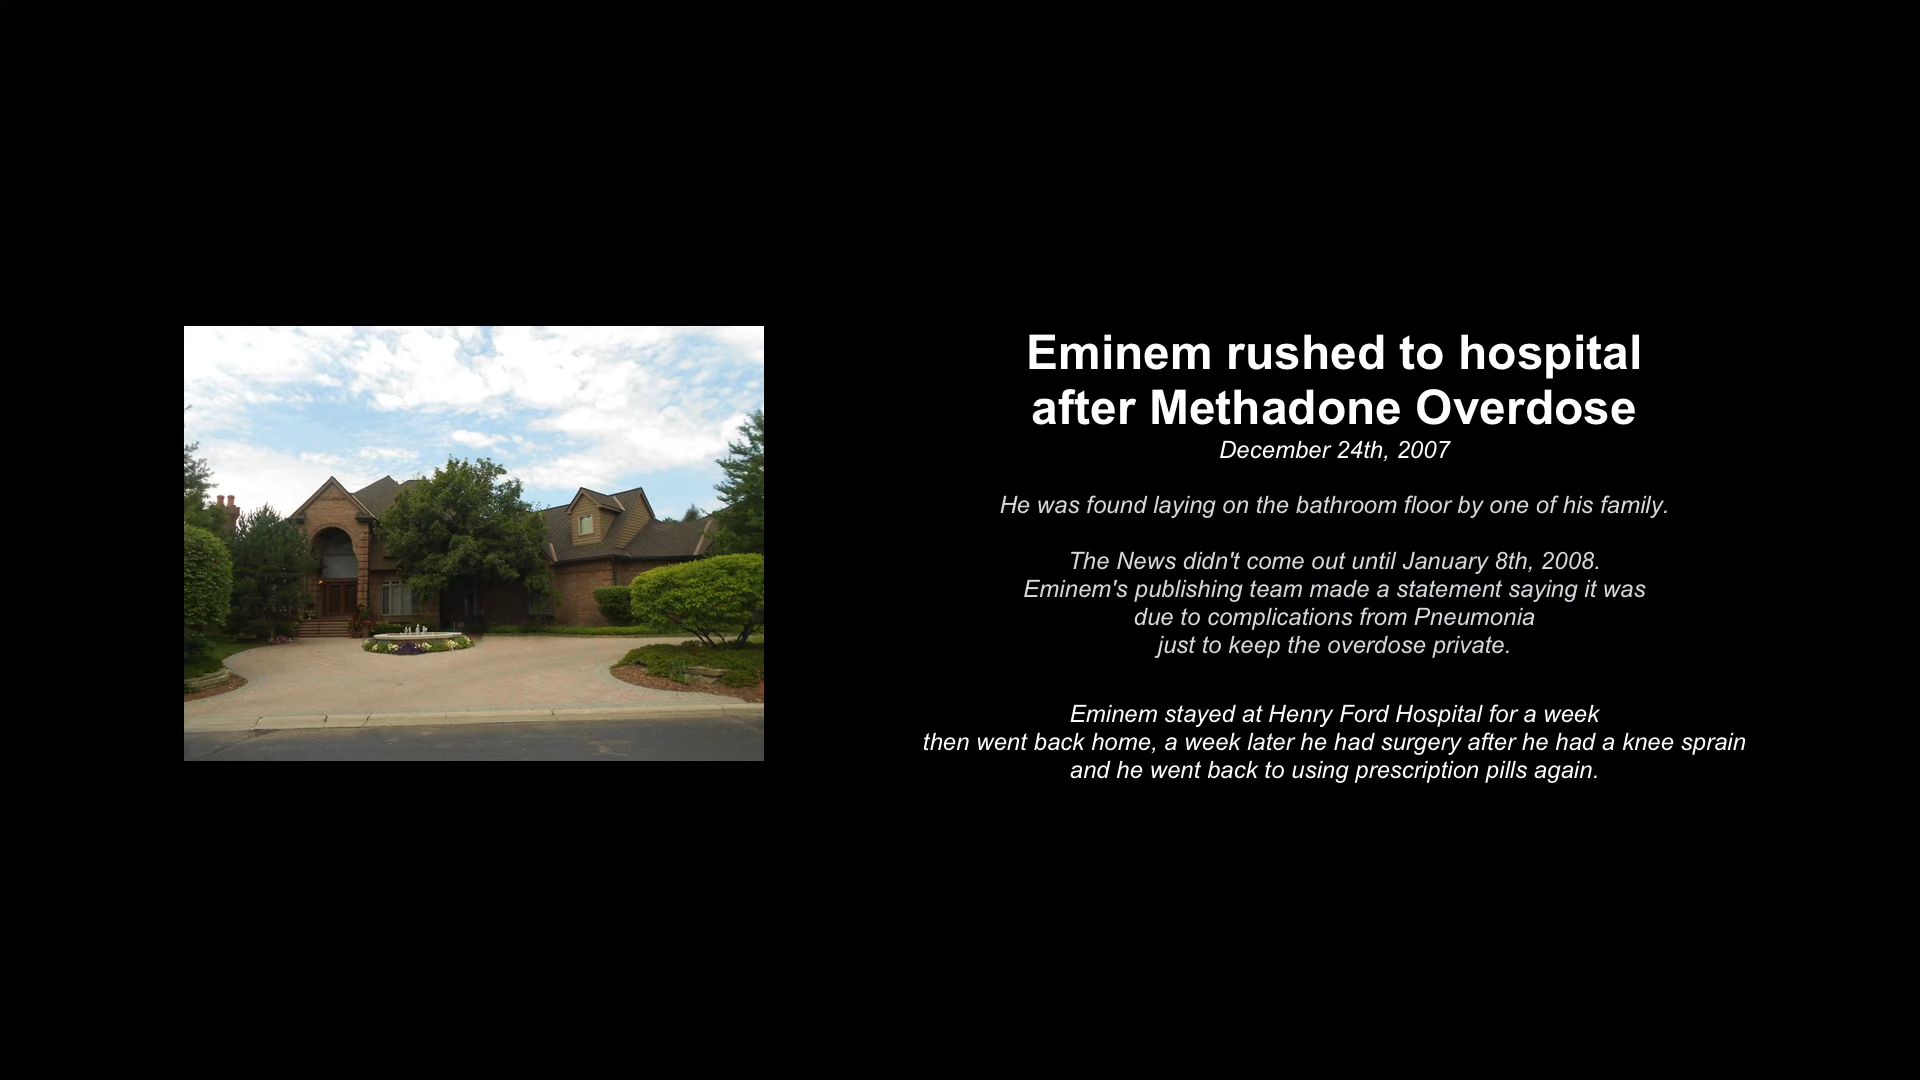 Eminem rushed to hospital
after Methadone Overdose
December 24th, 2007
He was found laying on the bathroom floor by one of his family.
The News didn't come out until January 8th, 2008.
Eminem's publishing team made a statement saying it was
due to complications from Pneumonia
just to keep the overdose private.
Eminem stayed at Henry Ford Hospital for a week
then went back home, a week later he had surgery after he had a knee sprain
and he went back to using prescription pills again.